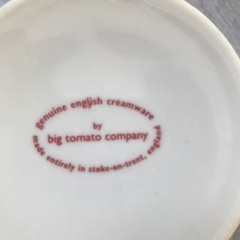 genuine english creamware
by
big tomato company
made entirely in stoke-on-trent, england